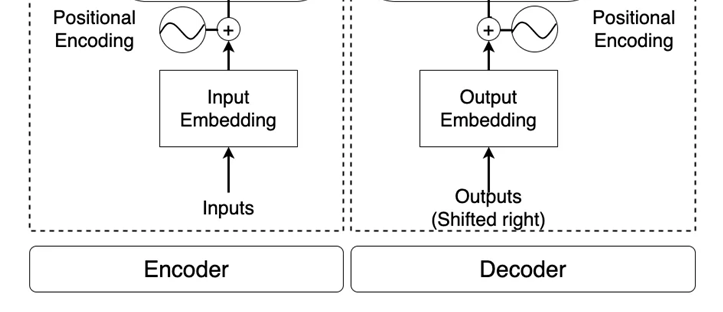 Positional
Encoding
+
+
Positional
Encoding
Input
Embedding
Output
Embedding
Inputs
Outputs
(Shifted right)
Encoder
Decoder